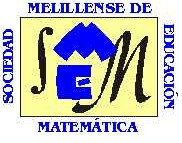 SOCIEDAD
MELILLENSE DE
EDUCACIÓN
MATEMÁTICA
S M E M